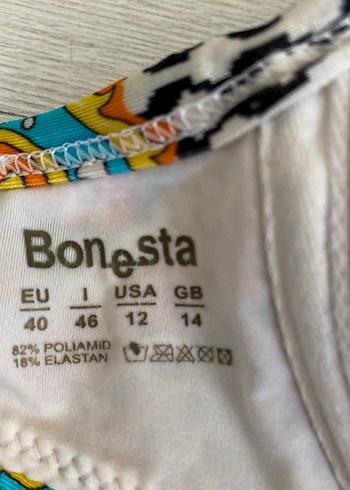 Bonesta
EU I USA GB
40 46 12 14
82% POLIAMID
18% ELASTAN